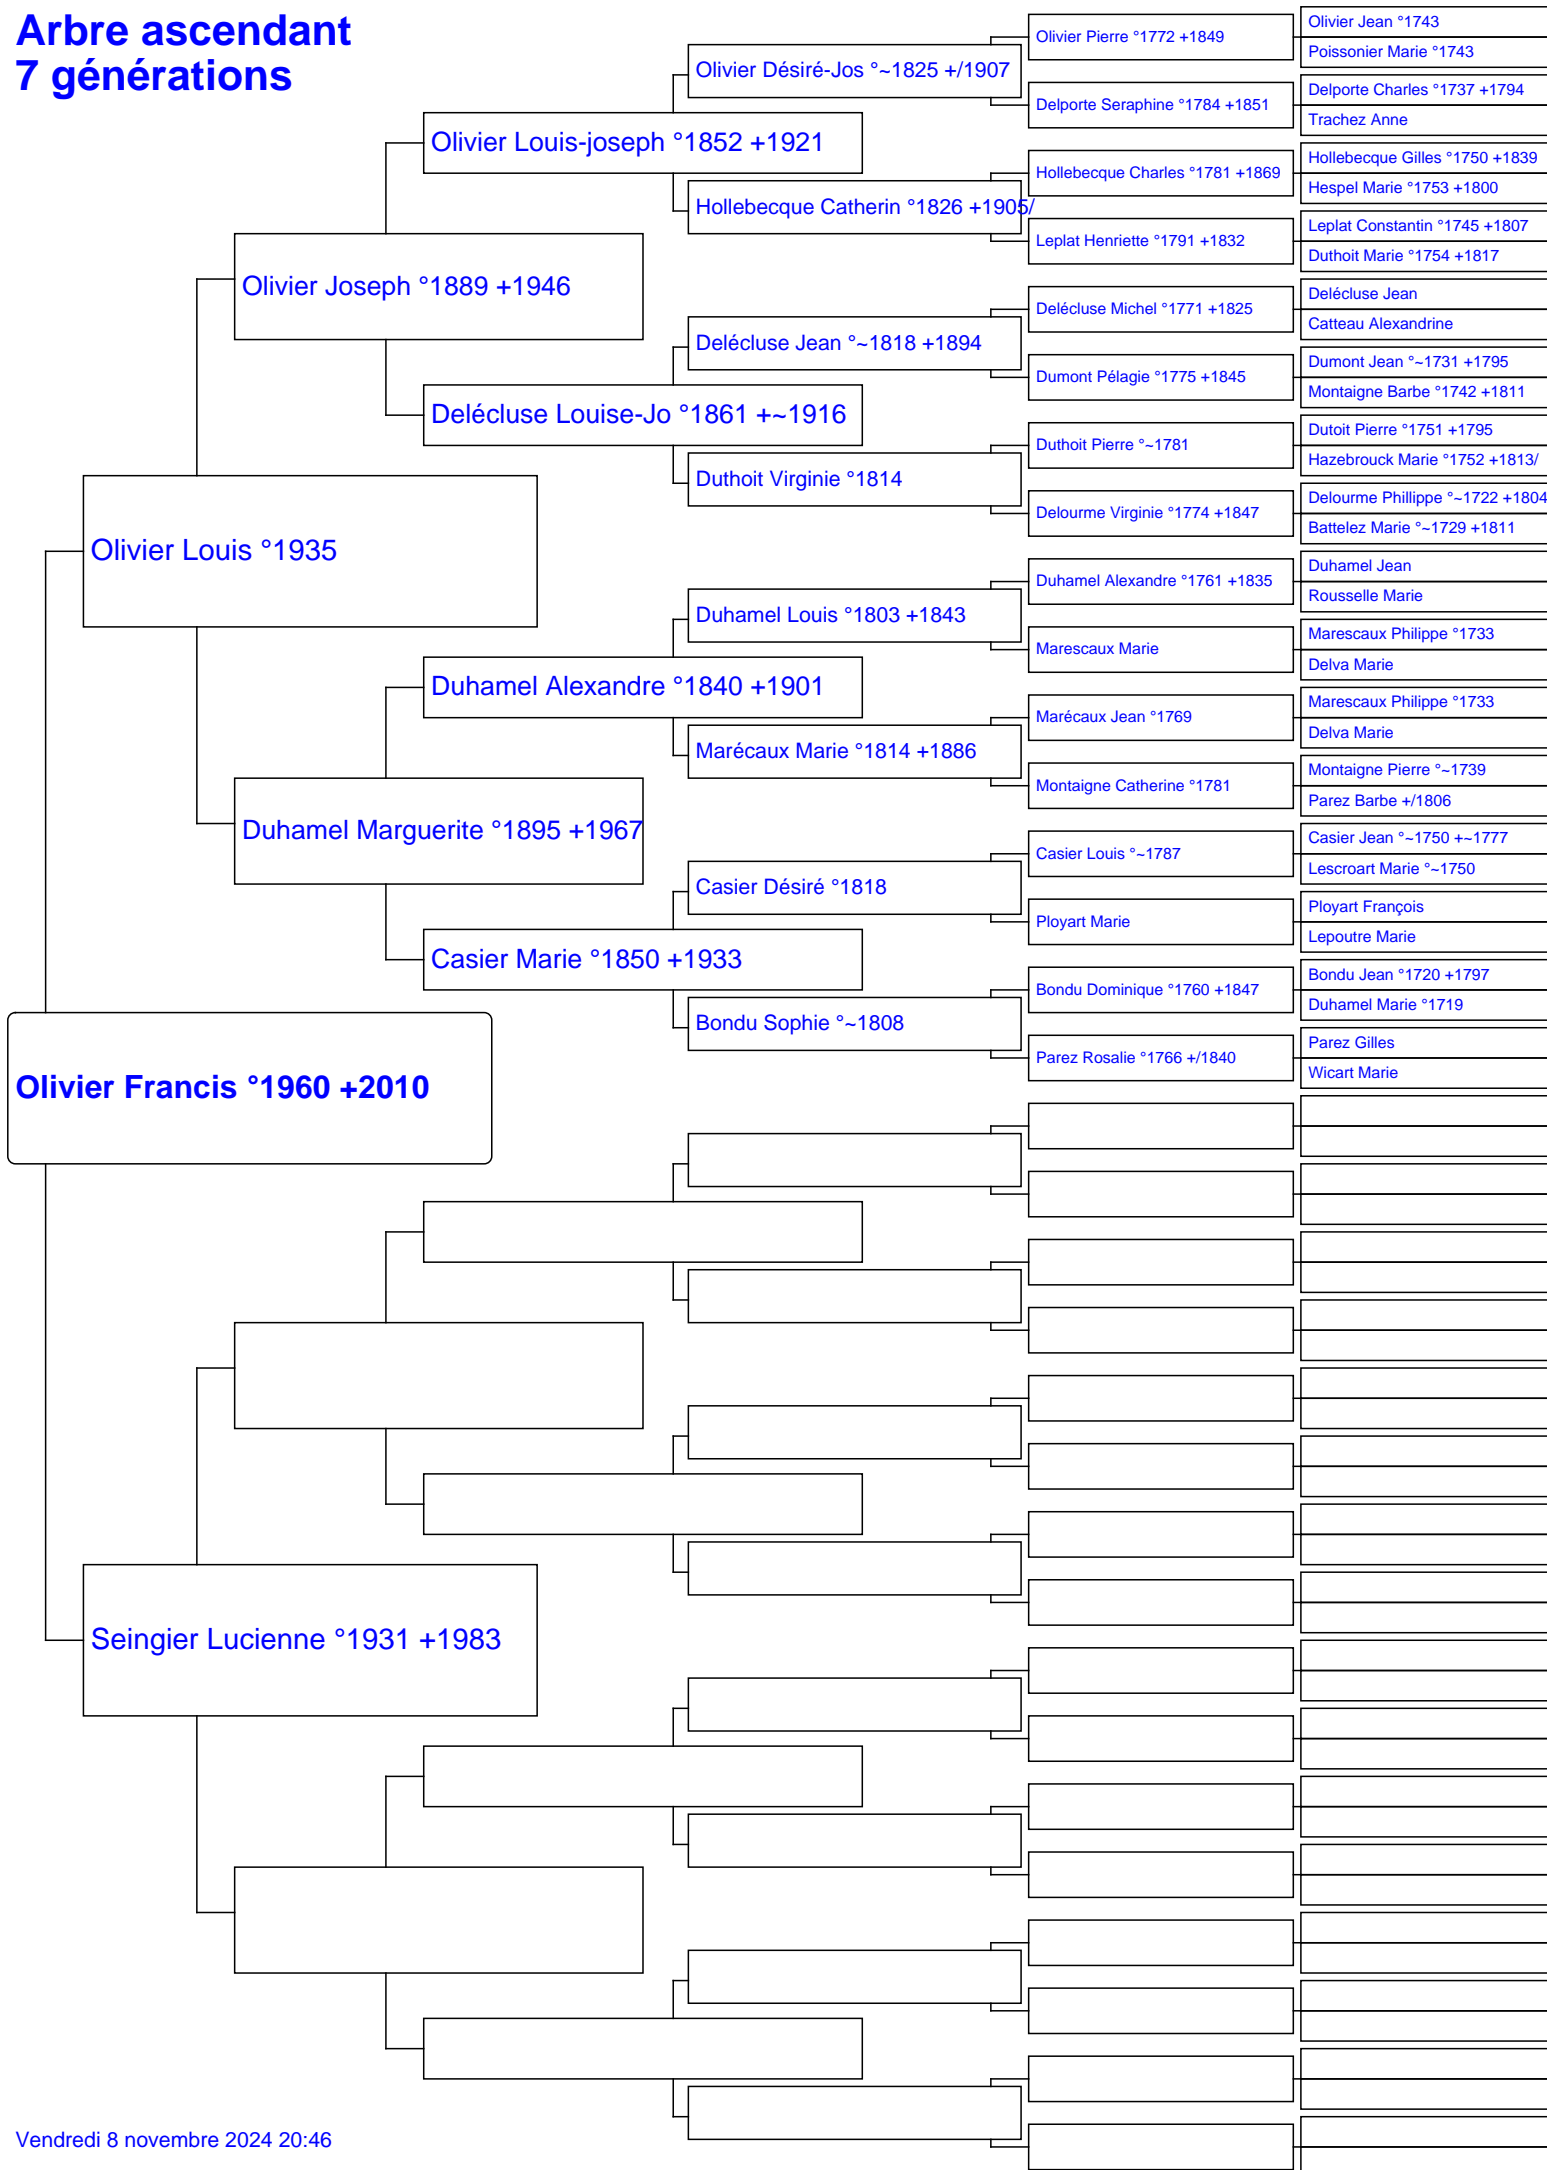 Arbre ascendant
7 générations
Olivier Francis °1960 +2010
Olivier Louis °1935
Seingier Lucienne °1931 +1983
Olivier Joseph °1889 +1946
Duhamel Marguerite °1895 +1967
Olivier Louis-joseph °1852 +1921
Delécluse Louise-Jo °1861 +~1916
Duhamel Alexandre °1840 +1901
Casier Marie °1850 +1933
Olivier Désiré-Jos °~1825 +/1907
Hollebecque Catherin °1826 +1905/
Delécluse Jean °~1818 +1894
Duthoit Virginie °1814
Duhamel Louis °1803 +1843
Marécaux Marie °1814 +1886
Casier Désiré °1818
Bondu Sophie °~1808
Olivier Pierre °1772 +1849
Delporte Seraphine °1784 +1851
Hollebecque Charles °1781 +1869
Leplat Henriette °1791 +1832
Delécluse Michel °1771 +1825
Dumont Pélagie °1775 +1845
Duthoit Pierre °~1781
Delourme Virginie °1774 +1847
Duhamel Alexandre °1761 +1835
Marescaux Marie
Marécaux Jean °1769
Montaigne Catherine °1781
Casier Louis °~1787
Ployart Marie
Bondu Dominique °1760 +1847
Parez Rosalie °1766 +/1840
Olivier Jean °1743
Poissonier Marie °1743
Delporte Charles °1737 +1794
Trachez Anne
Hollebecque Gilles °1750 +1839
Hespel Marie °1753 +1800
Leplat Constantin °1745 +1807
Duthoit Marie °1754 +1817
Delécluse Jean
Catteau Alexandrine
Dumont Jean °~1731 +1795
Montaigne Barbe °1742 +1811
Dutoit Pierre °1751 +1795
Hazebrouck Marie °1752 +1813/
Delourme Phillippe °~1722 +1804
Battelez Marie °~1729 +1811
Duhamel Jean
Rousselle Marie
Marescaux Philippe °1733
Delva Marie
Marescaux Philippe °1733
Delva Marie
Montaigne Pierre °~1739
Parez Barbe +/1806
Casier Jean °~1750 +~1777
Lescroart Marie °~1750
Ployart François
Lepoutre Marie
Bondu Jean °1720 +1797
Duhamel Marie °1719
Parez Gilles
Wicart Marie
Vendredi 8 novembre 2024 20:46